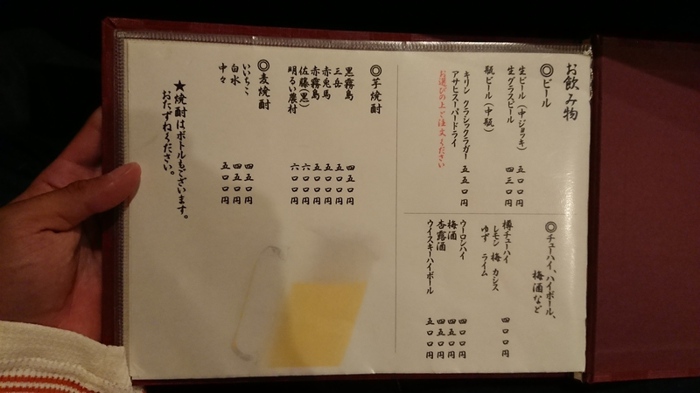 お飲み物
◎ビール
生ビール(中ジョッキ) 五〇〇円
生グラスビール 四三〇円
瓶ビール(中瓶)
キリン クラシックラガー 五五〇円
アサヒスーパードライ
お選びの上ご注文ください
◎チューハイ、ハイボール、
梅酒など
樽チューハイ 四〇〇円
レモン 梅 カシス
ゆず ライム
ウーロンハイ 四〇〇円
梅酒 四五〇円
杏露酒 四五〇円
ウイスキーハイボール 五〇〇円
◎芋焼酎
黒霧島 四五〇円
三岳 五〇〇円
赤兎馬 五五〇円
赤霧島 五〇〇円
佐藤(黒) 六〇〇円
明るい農村 六〇〇円
◎麦焼酎
いいちこ 四五〇円
白水 四五〇円
中々 五〇〇円
★焼酎はボトルもございます。
おたずねください。